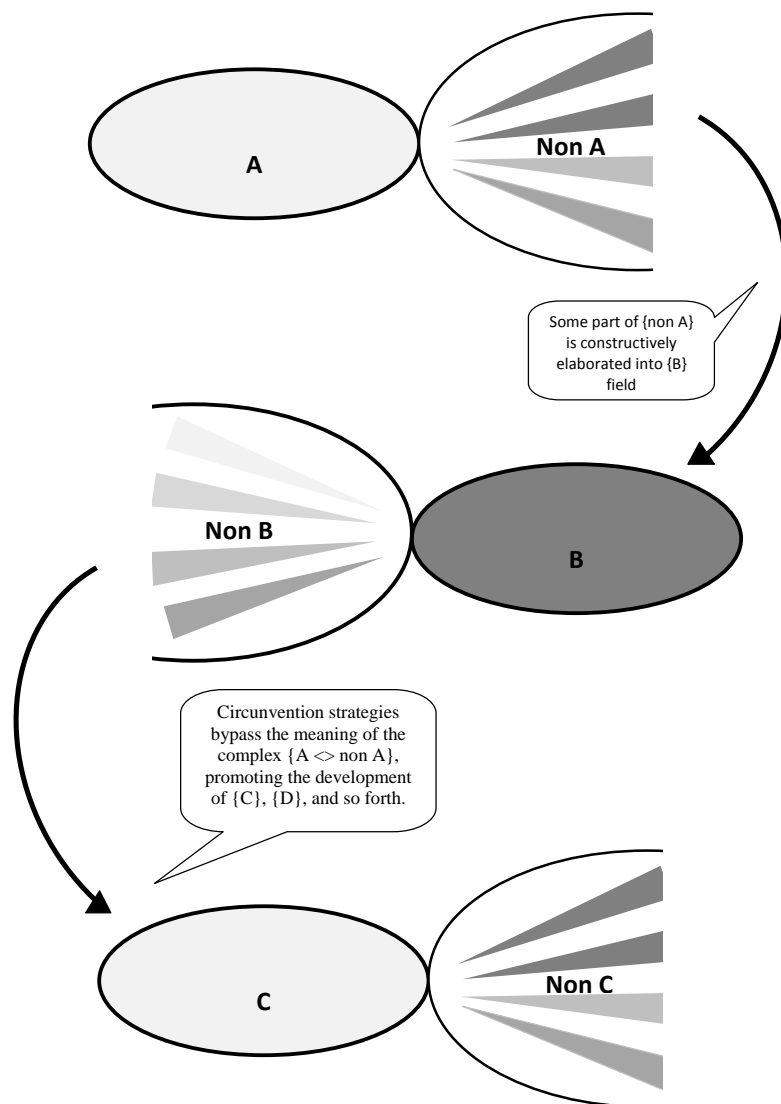 A
Non A
Some part of {non A}
is constructively
elaborated into {B}
field
Non B
B
Circunvention strategies
bypass the meaning of the
complex {A <> non A},
promoting the development
of {C}, {D}, and so forth.
C
Non C